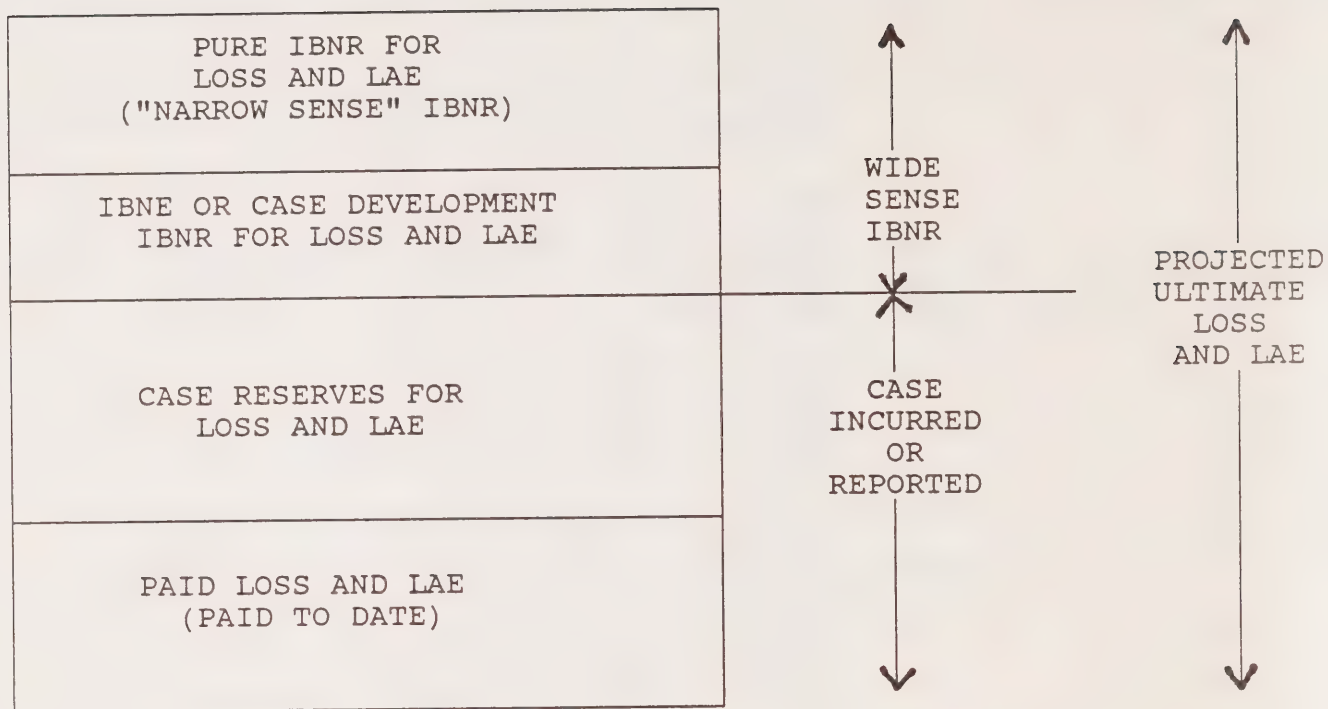 PURE IBNR FOR
LOSS AND LAE
("NARROW SENSE" IBNR)
IBNE OR CASE DEVELOPMENT
IBNR FOR LOSS AND LAE
CASE RESERVES FOR
LOSS AND LAE
PAID LOSS AND LAE
(PAID TO DATE)
WIDE
SENSE
IBNR
CASE
INCURRED
OR
REPORTED
PROJECTED
ULTIMATE
LOSS
AND LAE